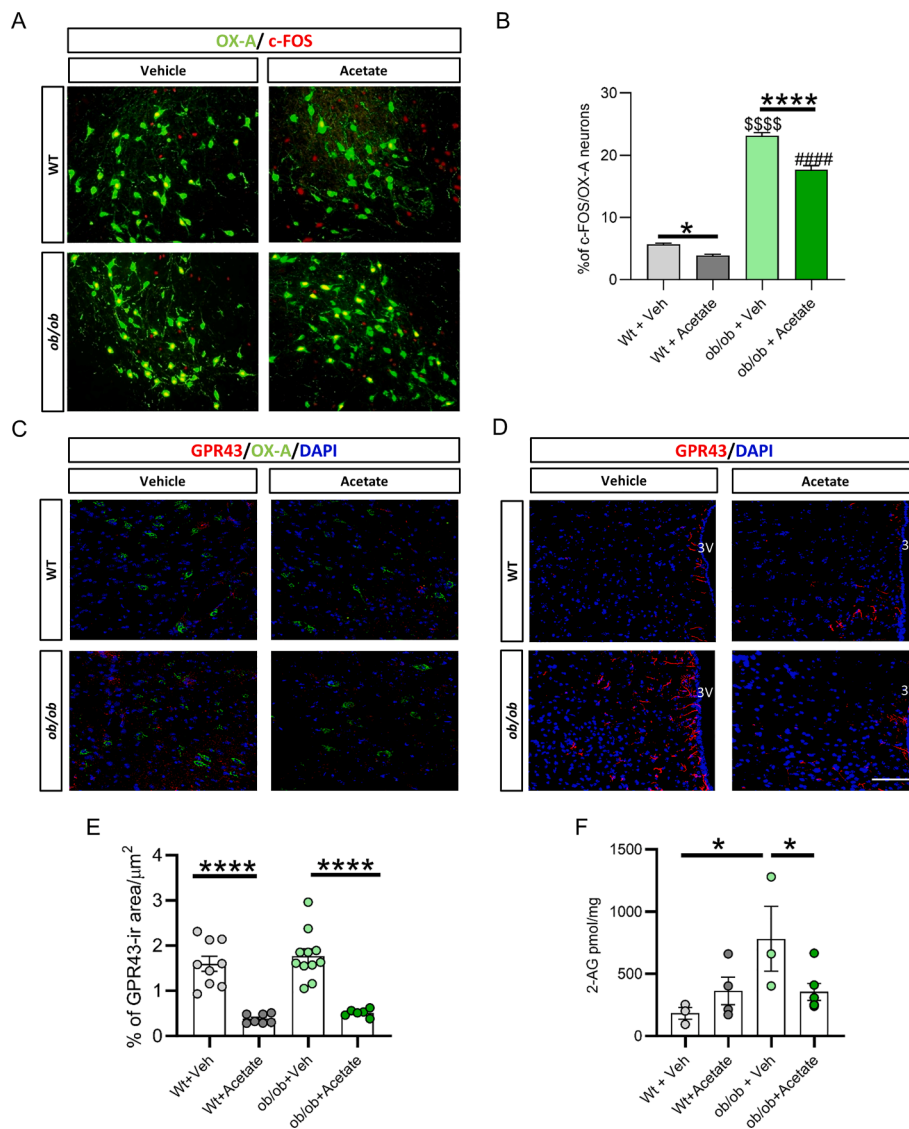 A
OX-A/ c-FOS
Vehicle
Acetate
WT
ob/ob
B
%of c-FOS/OX-A neurons
30
20
10
0
*
$$$$
****
####
Wt + Veh
Wt + Acetate
ob/ob + Veh
ob/ob + Acetate
C
GPR43/OX-A/DAPI
Vehicle
Acetate
WT
ob/ob
D
GPR43/DAPI
Vehicle
Acetate
WT
ob/ob
3V
3
3V
3
E
% of GPR43-ir area/μm²
4
3
2
1
0
****
****
Wt+Veh
Wt+Acetate
ob/ob+Veh
ob/ob+Acetate
F
2-AG pmol/mg
1500
1000
500
0
*
*
Wt + Veh
Wt+Acetate
ob/ob + Veh
ob/ob+Acetate